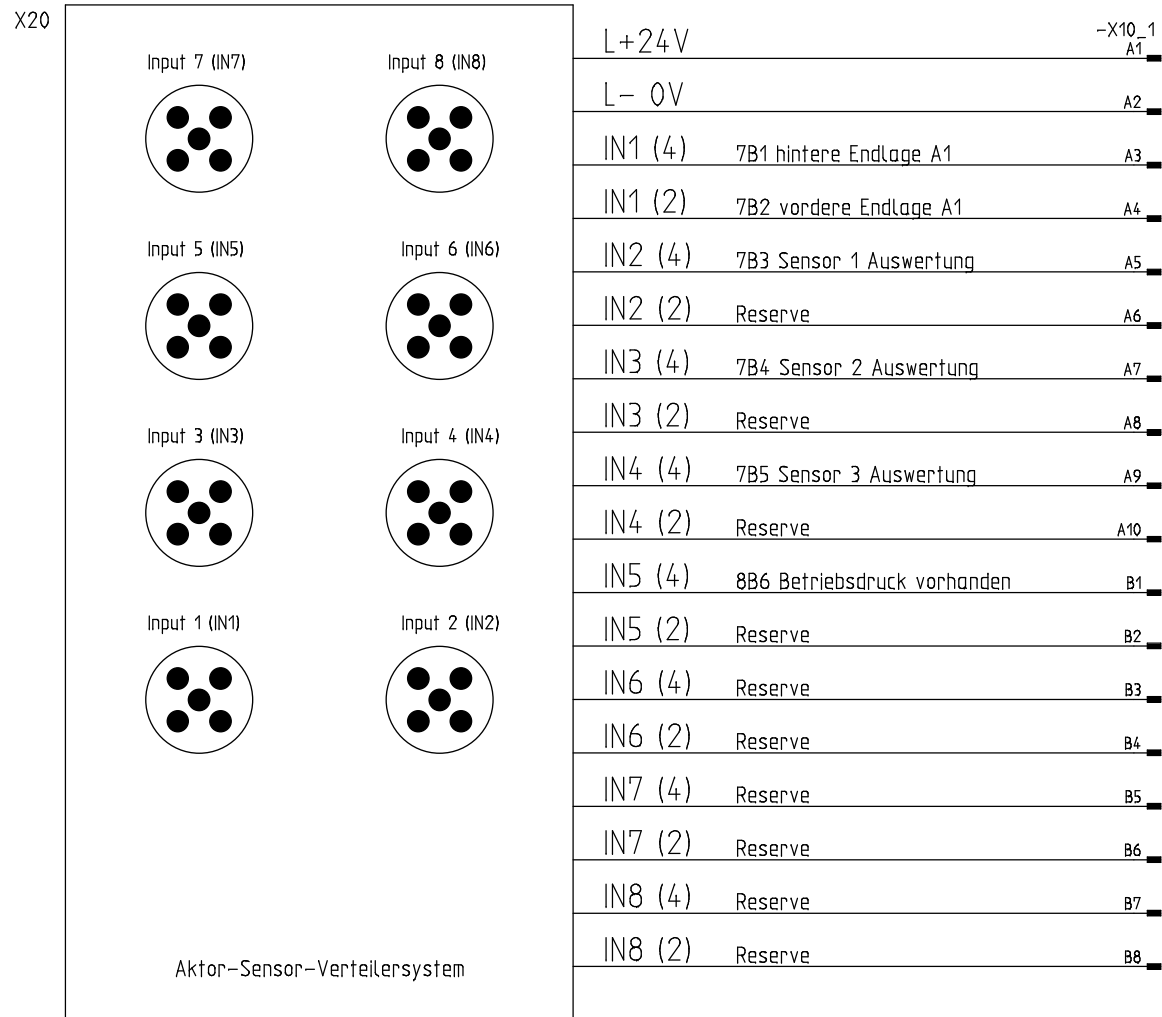 X20
Input 7 (IN7) Input 8 (IN8)
Input 5 (IN5) Input 6 (IN6)
Input 3 (IN3) Input 4 (IN4)
Input 1 (IN1) Input 2 (IN2)
Aktor-Sensor-Verteilersystem
-X10_1
L+24V A1
L- 0V A2
IN1 (4) 7B1 hintere Endlage A1 A3
IN1 (2) 7B2 vordere Endlage A1 A4
IN2 (4) 7B3 Sensor 1 Auswertung A5
IN2 (2) Reserve A6
IN3 (4) 7B4 Sensor 2 Auswertung A7
IN3 (2) Reserve A8
IN4 (4) 7B5 Sensor 3 Auswertung A9
IN4 (2) Reserve A10
IN5 (4) 8B6 Betriebsdruck vorhanden B1
IN5 (2) Reserve B2
IN6 (4) Reserve B3
IN6 (2) Reserve B4
IN7 (4) Reserve B5
IN7 (2) Reserve B6
IN8 (4) Reserve B7
IN8 (2) Reserve B8